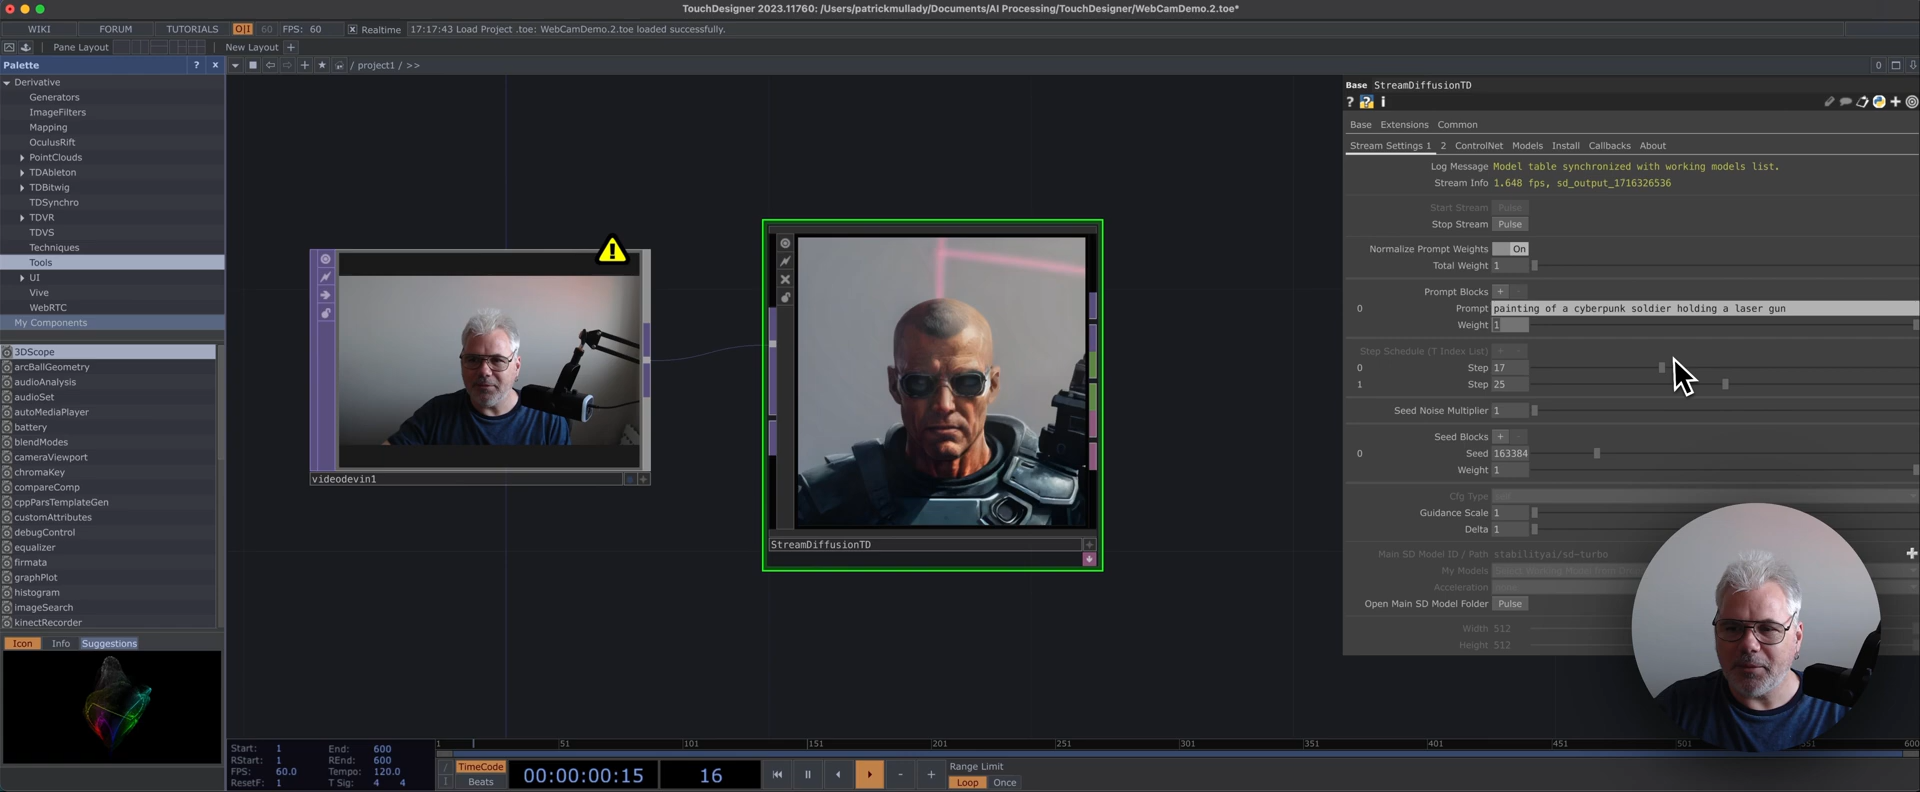 TouchDesigner 2023.11760: /Users/patrickmullady/Documents/AI Processing/TouchDesigner/WebCamDemo.2.toe*
WIKI FORUM TUTORIALS O|I 60 FPS: 60 Realtime 17:17:43 Load Project .toe: WebCamDemo.2.toe loaded successfully.
Pane Layout New Layout +
Palette ? x
/ project1 / >> 0
Derivative
Generators
ImageFilters
Mapping
OculusRift
PointClouds
TDAbleton
TDBitwig
TDSynchro
TDVR
TDVS
Techniques
Tools
UI
Vive
WebRTC
My Components
3DScope
arcBallGeometry
audioAnalysis
audioSet
autoMediaPlayer
battery
blendModes
cameraViewport
chromaKey
compareComp
cppParsTemplateGen
customAttributes
debugControl
equalizer
firmata
graphPlot
histogram
imageSearch
kinectRecorder
Icon Info Suggestions
videodevin1
StreamDiffusionTD
Base StreamDiffusionTD
? ? i
Base Extensions Common
Stream Settings 1 2 ControlNet Models Install Callbacks About
Log Message Model table synchronized with working models list.
Stream Info 1.648 fps, sd_output_1716326536
Start Stream Pulse
Stop Stream Pulse
Normalize Prompt Weights On
Total Weight 1
Prompt Blocks + -
0 Prompt painting of a cyberpunk soldier holding a laser gun
Weight 1
Step Schedule (T Index List) + -
0 Step 17
1 Step 25
Seed Noise Multiplier 1
Seed Blocks + -
0 Seed 163384
Weight 1
Cfg Type
Guidance Scale 1
Delta 1
Main SD Model ID / Path stabilityai/sd-turbo
My Models
Acceleration
Open Main SD Model Folder Pulse
Width 512
Height 512
Start: 1 End: 600
RStart: 1 REnd: 600
FPS: 60.0 Tempo: 120.0
ResetF: 1 T Sig: 4 4
1 51 101 151 201 251 301 351 401 451 501 551 600
TimeCode
Beats
00:00:00:15 16
Range Limit
Loop Once